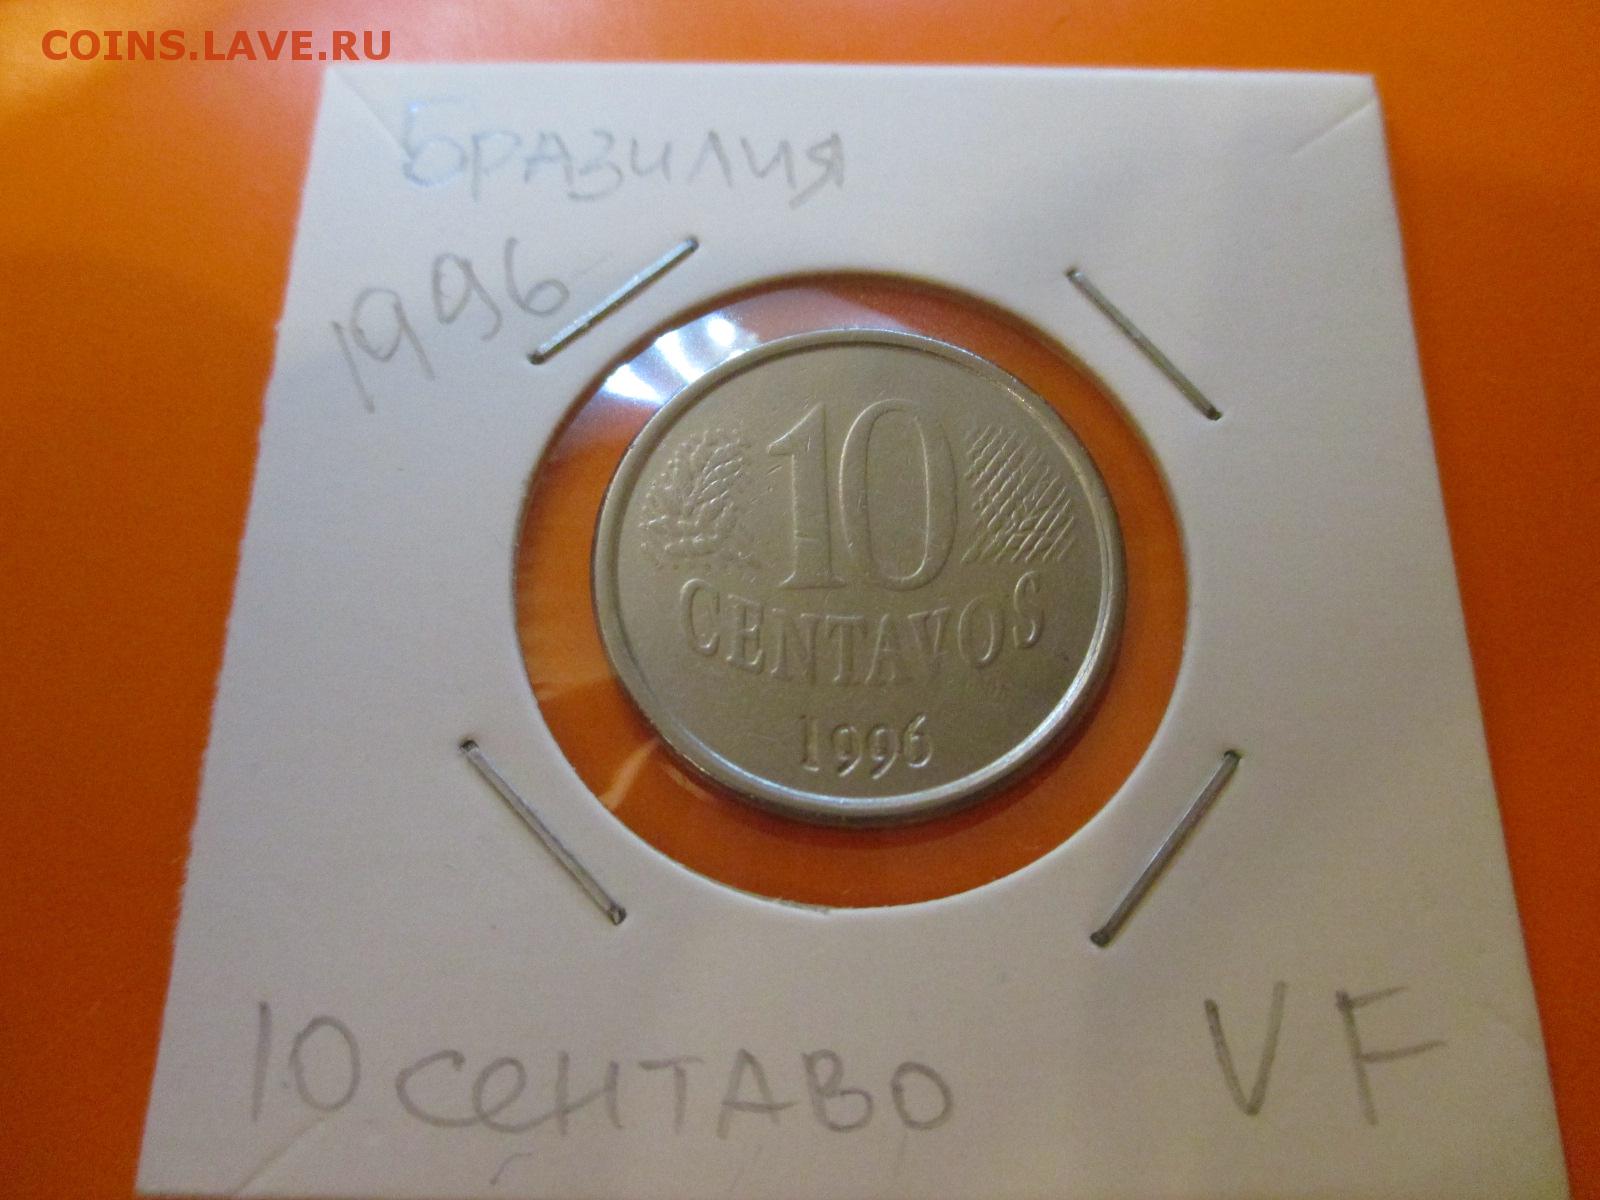 COINS.LAVE.RU
Бразилия
1996
10
CENTAVOS
1996
10 сентаво
VF